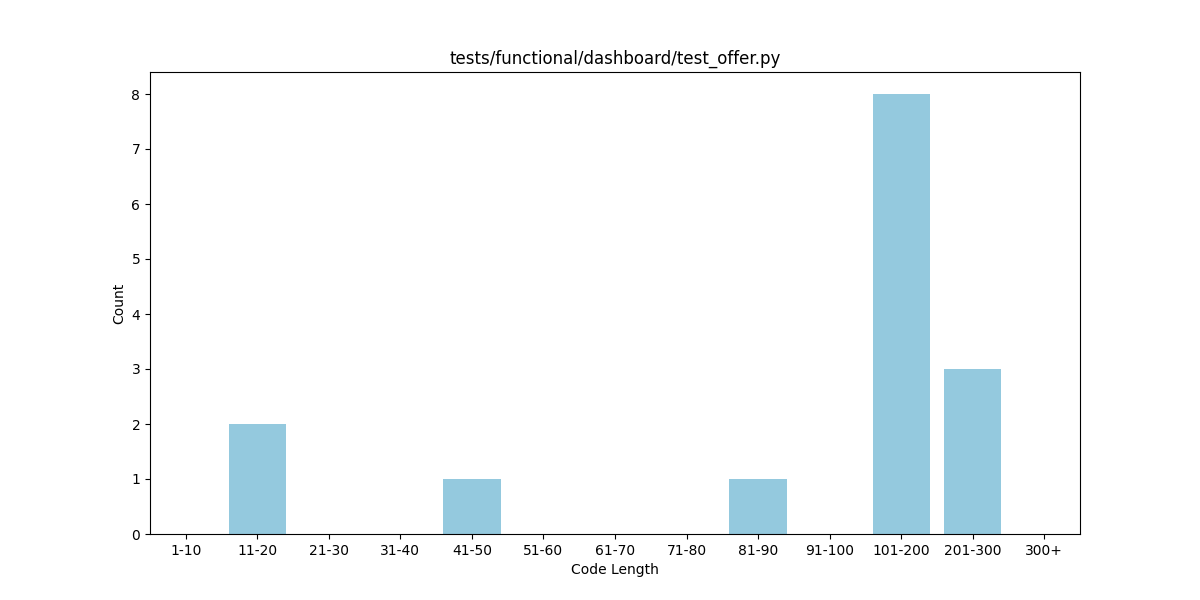 tests/functional/dashboard/test_offer.py
8
7
6
5
4
3
2
1
0
Count
1-10 11-20 21-30 31-40 41-50 51-60 61-70 71-80 81-90 91-100 101-200 201-300 300+
Code Length